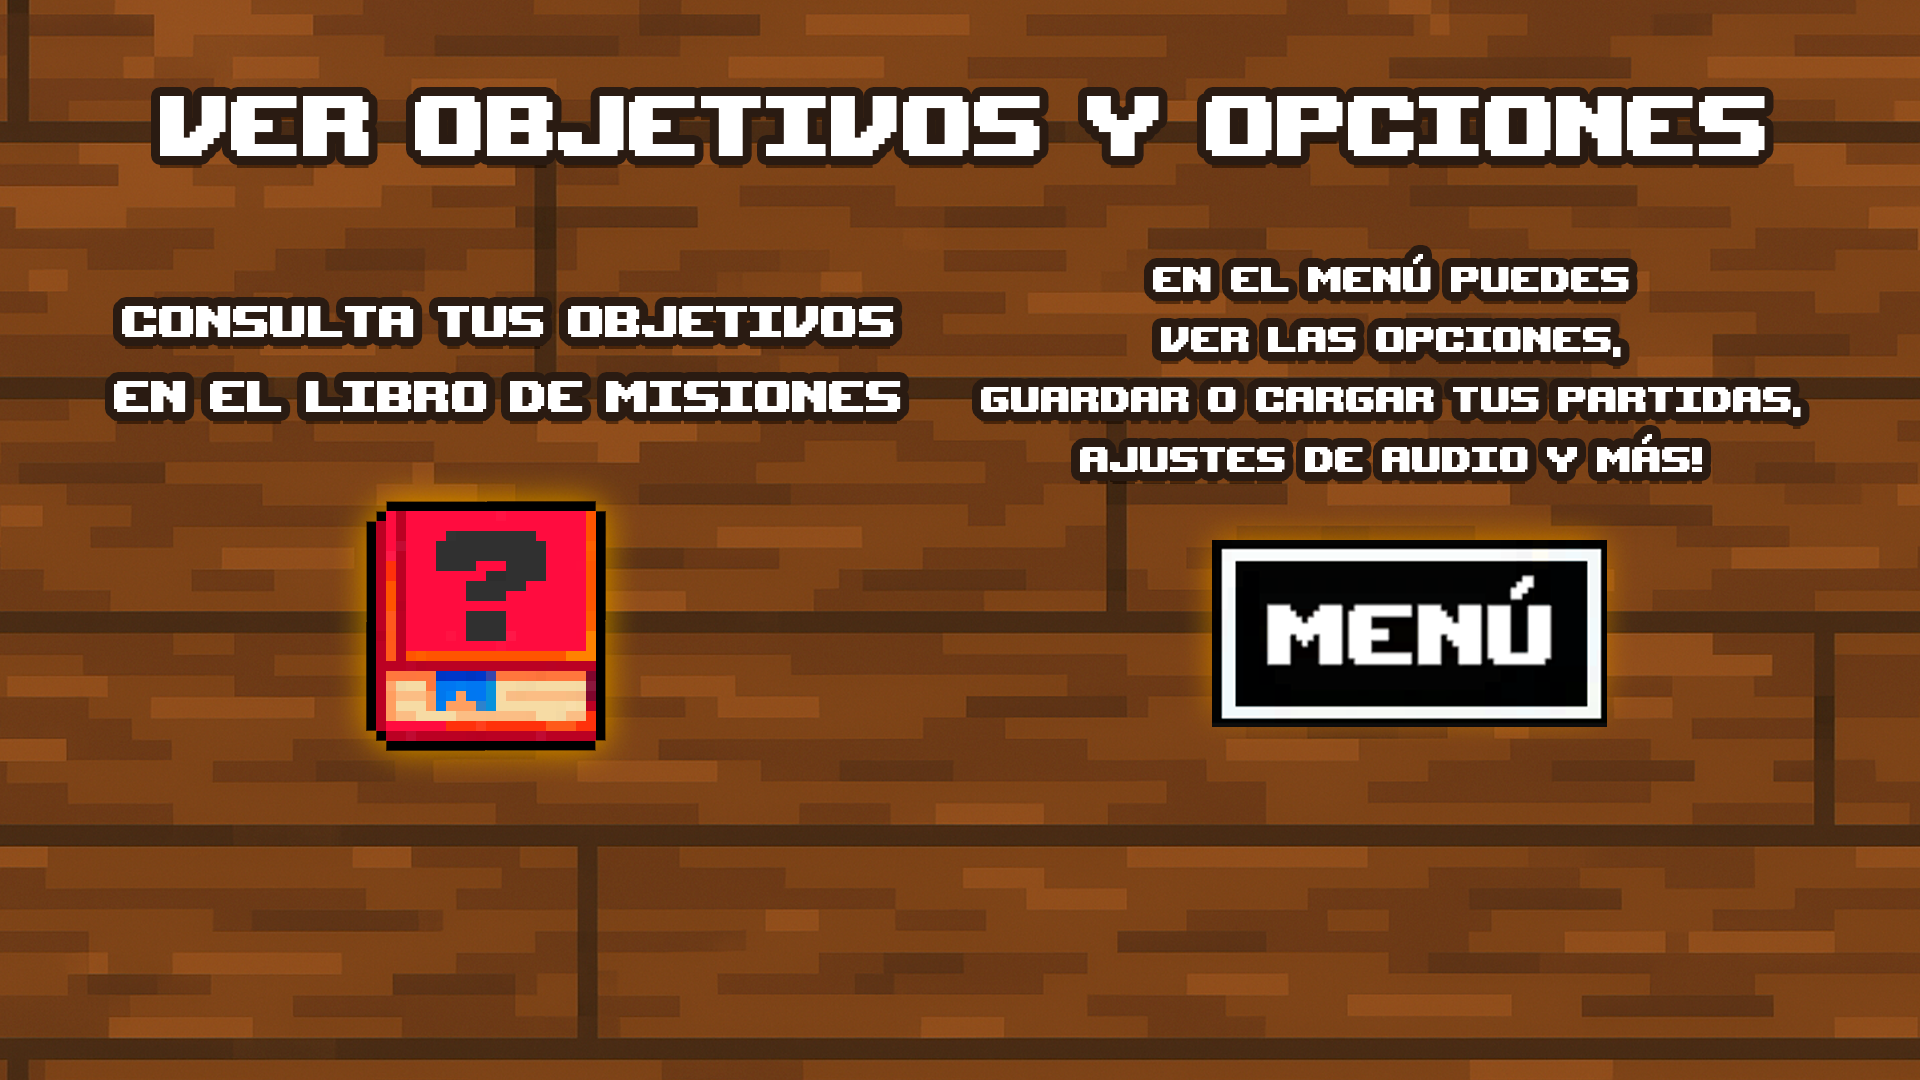 VER OBJETIVOS Y OPCIONES
CONSULTA TUS OBJETIVOS
EN EL LIBRO DE MISIONES
?
EN EL MENÚ PUEDES
VER LAS OPCIONES,
GUARDAR O CARGAR TUS PARTIDAS,
AJUSTES DE AUDIO Y MÁS!
MENÚ